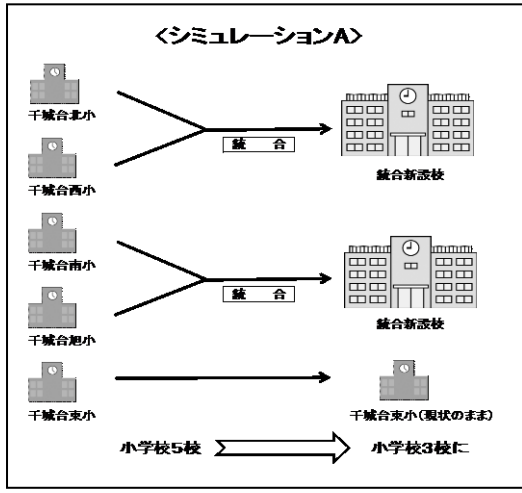 <シミュレーションA>
千城台北小
統 合
千城台西小
統合新設校
千城台南小
千城台旭小
統 合
統合新設校
千城台東小
千城台東小(現状のまま)
小学校5校
小学校3校に